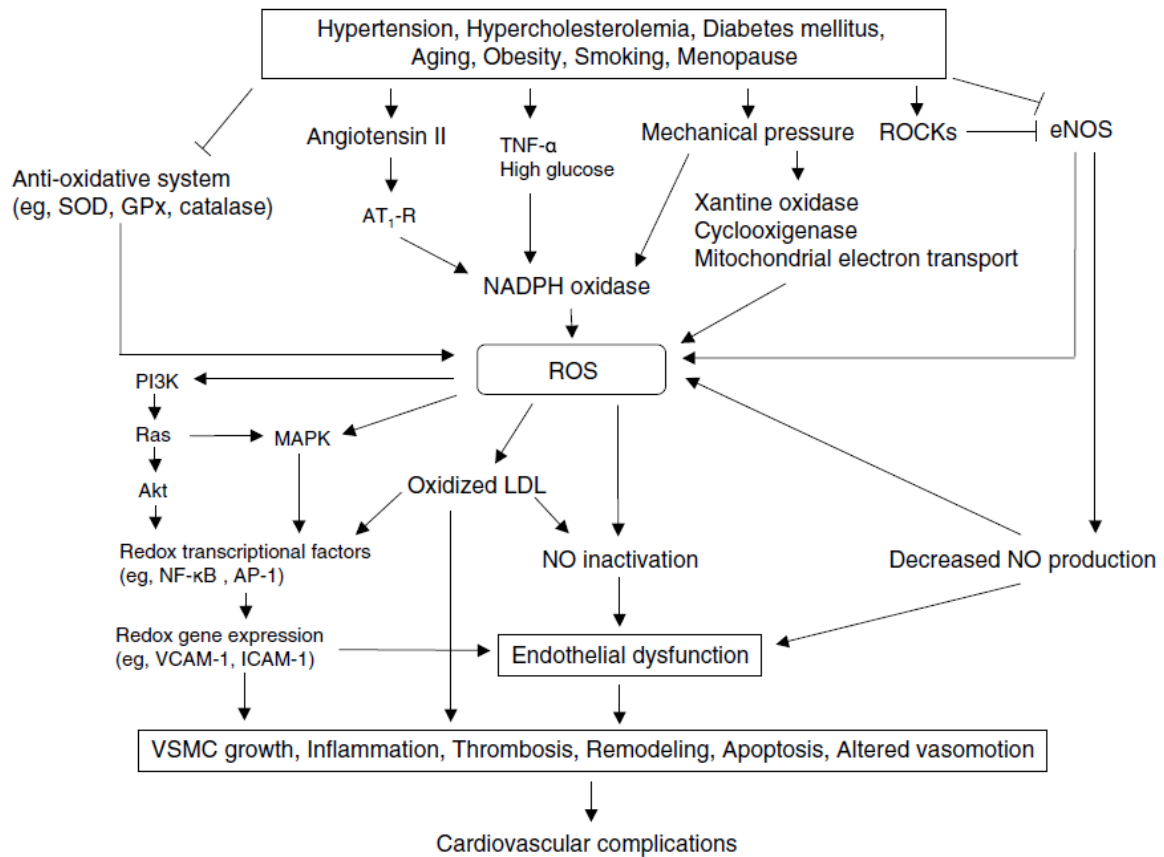 Hypertension, Hypercholesterolemia, Diabetes mellitus,
Aging, Obesity, Smoking, Menopause
Angiotensin II
TNF-α
High glucose
Mechanical pressure
ROCKs
eNOS
Anti-oxidative system
(eg, SOD, GPx, catalase)
AT₁-R
Xantine oxidase
Cyclooxigenase
Mitochondrial electron transport
NADPH oxidase
ROS
PI3K
Ras
MAPK
Akt
Oxidized LDL
Redox transcriptional factors
(eg, NF-κB , AP-1)
NO inactivation
Decreased NO production
Redox gene expression
(eg, VCAM-1, ICAM-1)
Endothelial dysfunction
VSMC growth, Inflammation, Thrombosis, Remodeling, Apoptosis, Altered vasomotion
Cardiovascular complications